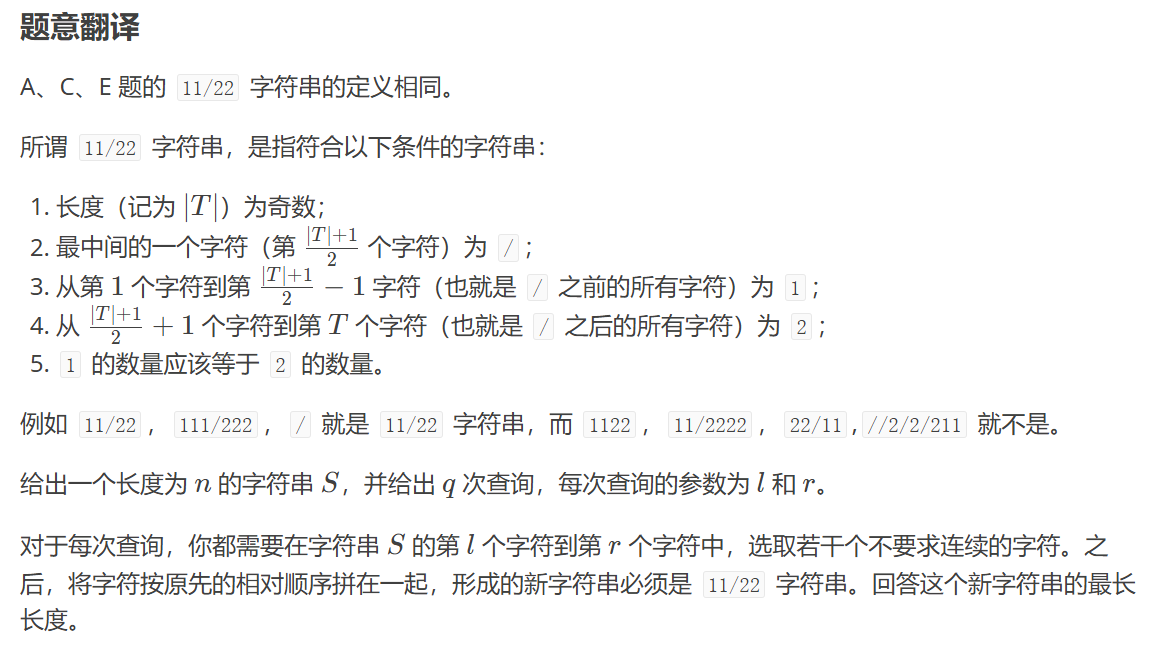 题意翻译
A、C、E 题的 11/22 字符串的定义相同。
所谓 11/22 字符串，是指符合以下条件的字符串：
1. 长度（记为 |T|）为奇数；
2. 最中间的一个字符（第 (|T|+1)/2 个字符）为 / ；
3. 从第 1 个字符到第 (|T|+1)/2 − 1 字符（也就是 / 之前的所有字符）为 1 ；
4. 从 (|T|+1)/2 + 1 个字符到第 T 个字符（也就是 / 之后的所有字符）为 2 ；
5. 1 的数量应该等于 2 的数量。
例如 11/22 ， 111/222 ， / 就是 11/22 字符串，而 1122 ， 11/2222 ， 22/11 , //2/2/211 就不是。
给出一个长度为 n 的字符串 S，并给出 q 次查询，每次查询的参数为 l 和 r。
对于每次查询，你都需要在字符串 S 的第 l 个字符到第 r 个字符中，选取若干个不要求连续的字符。之
后，将字符按原先的相对顺序拼在一起，形成的新字符串必须是 11/22 字符串。回答这个新字符串的最长
长度。